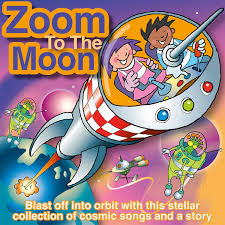 Zoom
To The
Moon
Blast off into orbit with this stellar
collection of cosmic songs and a story